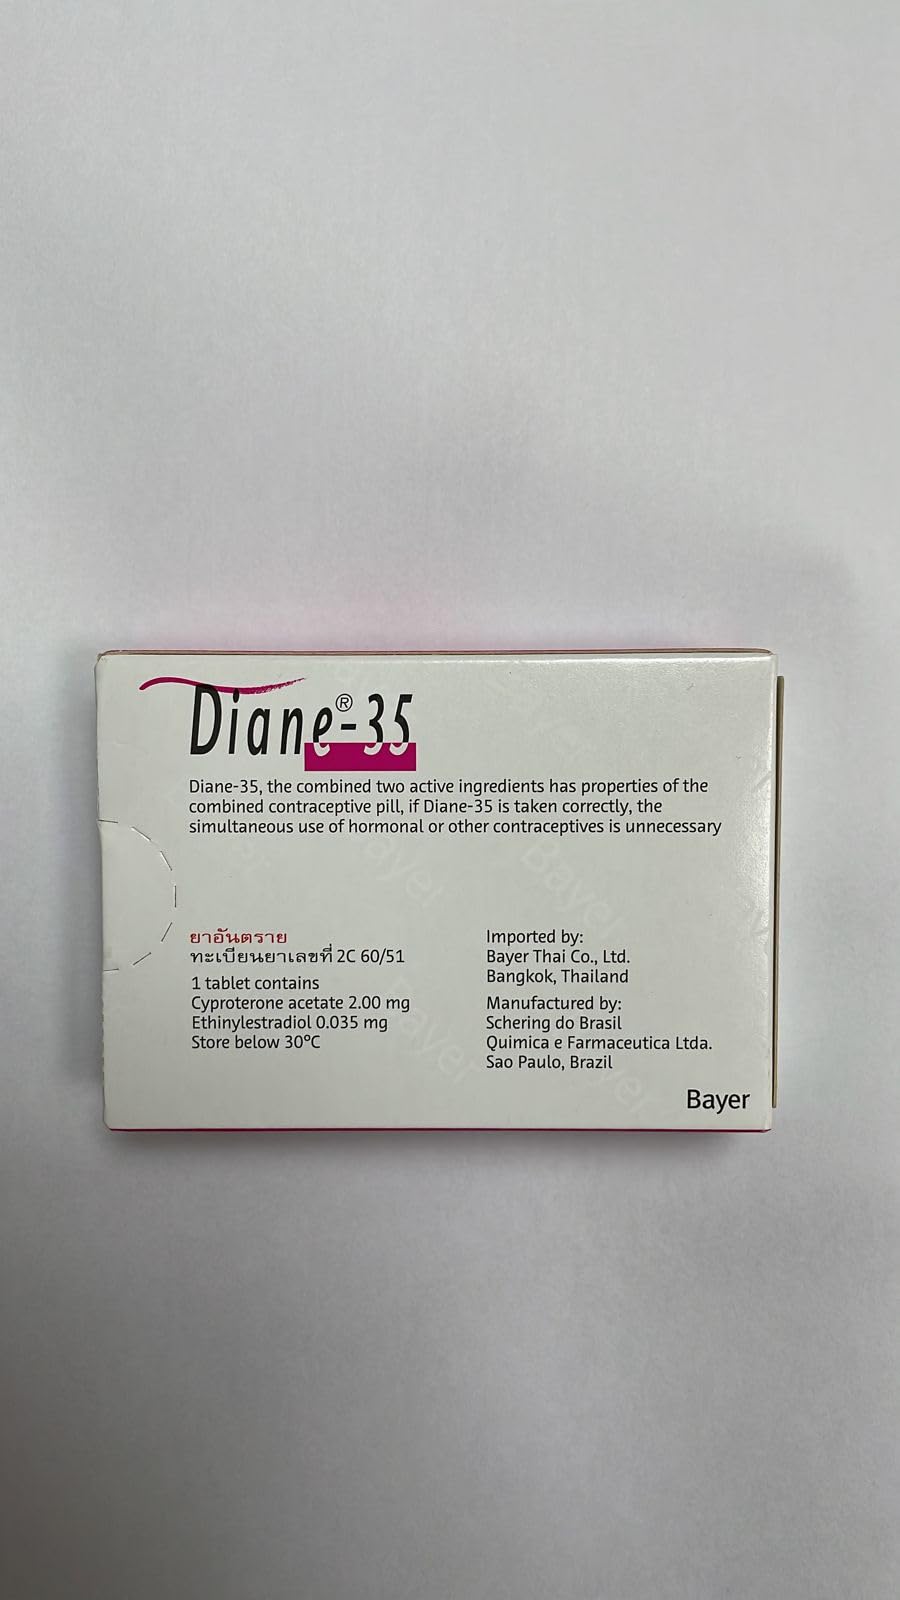 Diane®-35
Diane-35, the combined two active ingredients has properties of the
combined contraceptive pill, if Diane-35 is taken correctly, the
simultaneous use of hormonal or other contraceptives is unnecessary
ยาอันตราย
ทะเบียนยาเลขที่ 2C 60/51
1 tablet contains
Cyproterone acetate 2.00 mg
Ethinylestradiol 0.035 mg
Store below 30°C
Imported by:
Bayer Thai Co., Ltd.
Bangkok, Thailand
Manufactured by:
Schering do Brasil
Quimica e Farmaceutica Ltda.
Sao Paulo, Brazil
Bayer